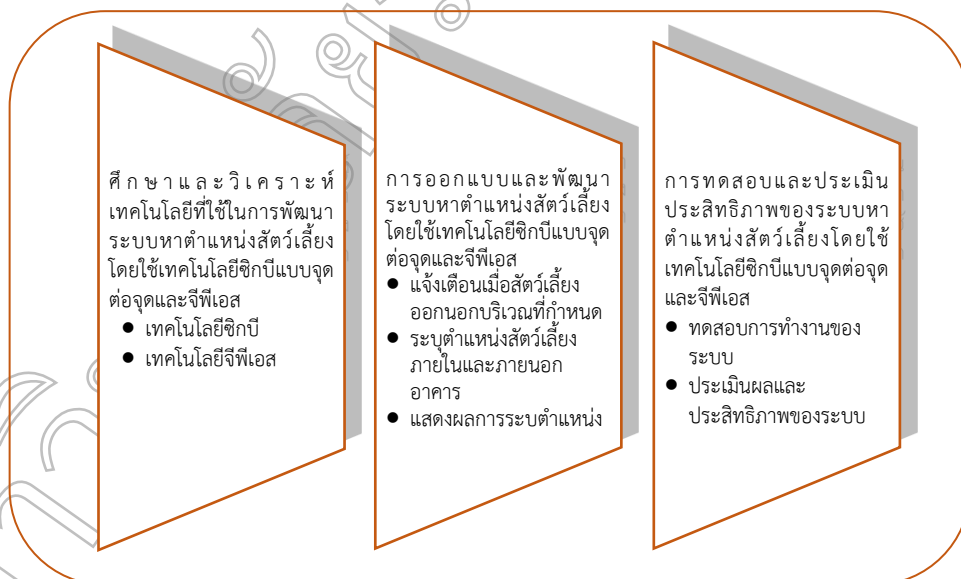 ศึกษาและวิเคราะห์
เทคโนโลยีที่ใช้ในการพัฒนา
ระบบหาตำแหน่งสัตว์เลี้ยง
โดยใช้เทคโนโลยีซิกบีแบบจุด
ต่อจุดและจีพีเอส
● เทคโนโลยีซิกบี
● เทคโนโลยีจีพีเอส
การออกแบบและพัฒนา
ระบบหาตำแหน่งสัตว์เลี้ยง
โดยใช้เทคโนโลยีซิกบีแบบจุด
ต่อจุดและจีพีเอส
● แจ้งเตือนเมื่อสัตว์เลี้ยง
ออกนอกบริเวณที่กำหนด
● ระบุตำแหน่งสัตว์เลี้ยง
ภายในและภายนอก
อาคาร
● แสดงผลการระบตำแหน่ง
การทดสอบและประเมิน
ประสิทธิภาพของระบบหา
ตำแหน่งสัตว์เลี้ยงโดยใช้
เทคโนโลยีซิกบีแบบจุดต่อจุด
และจีพีเอส
● ทดสอบการทำงานของ
ระบบ
● ประเมินผลและ
ประสิทธิภาพของระบบ